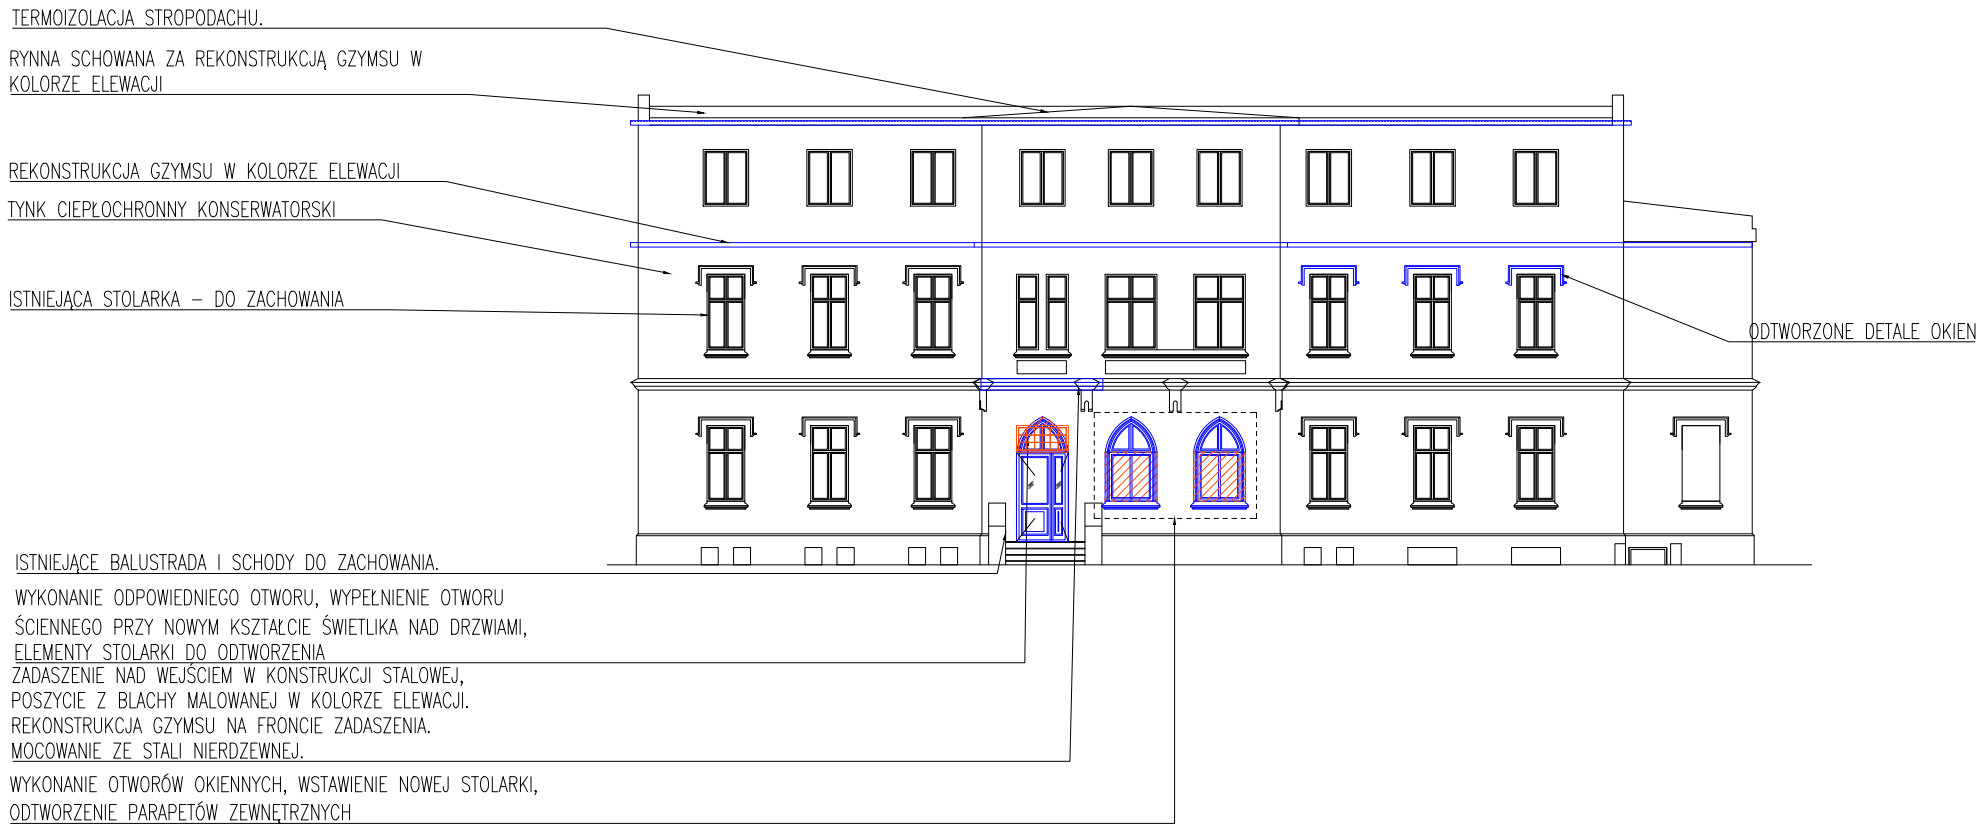 TERMOIZOLACJA STROPODACHU.
RYNNA SCHOWANA ZA REKONSTRUKCJĄ GZYMSU W
KOLORZE ELEWACJI
REKONSTRUKCJA GZYMSU W KOLORZE ELEWACJI
TYNK CIEPŁOCHRONNY KONSERWATORSKI
ISTNIEJĄCA STOLARKA – DO ZACHOWANIA
ODTWORZONE DETALE OKIEN
ISTNIEJĄCE BALUSTRADA I SCHODY DO ZACHOWANIA.
WYKONANIE ODPOWIEDNIEGO OTWORU, WYPEŁNIENIE OTWORU
ŚCIENNEGO PRZY NOWYM KSZTAŁCIE ŚWIETLIKA NAD DRZWIAMI,
ELEMENTY STOLARKI DO ODTWORZENIA
ZADASZENIE NAD WEJŚCIEM W KONSTRUKCJI STALOWEJ,
POSZYCIE Z BLACHY MALOWANEJ W KOLORZE ELEWACJI.
REKONSTRUKCJA GZYMSU NA FRONCIE ZADASZENIA.
MOCOWANIE ZE STALI NIERDZEWNEJ.
WYKONANIE OTWORÓW OKIENNYCH, WSTAWIENIE NOWEJ STOLARKI,
ODTWORZENIE PARAPETÓW ZEWNĘTRZNYCH